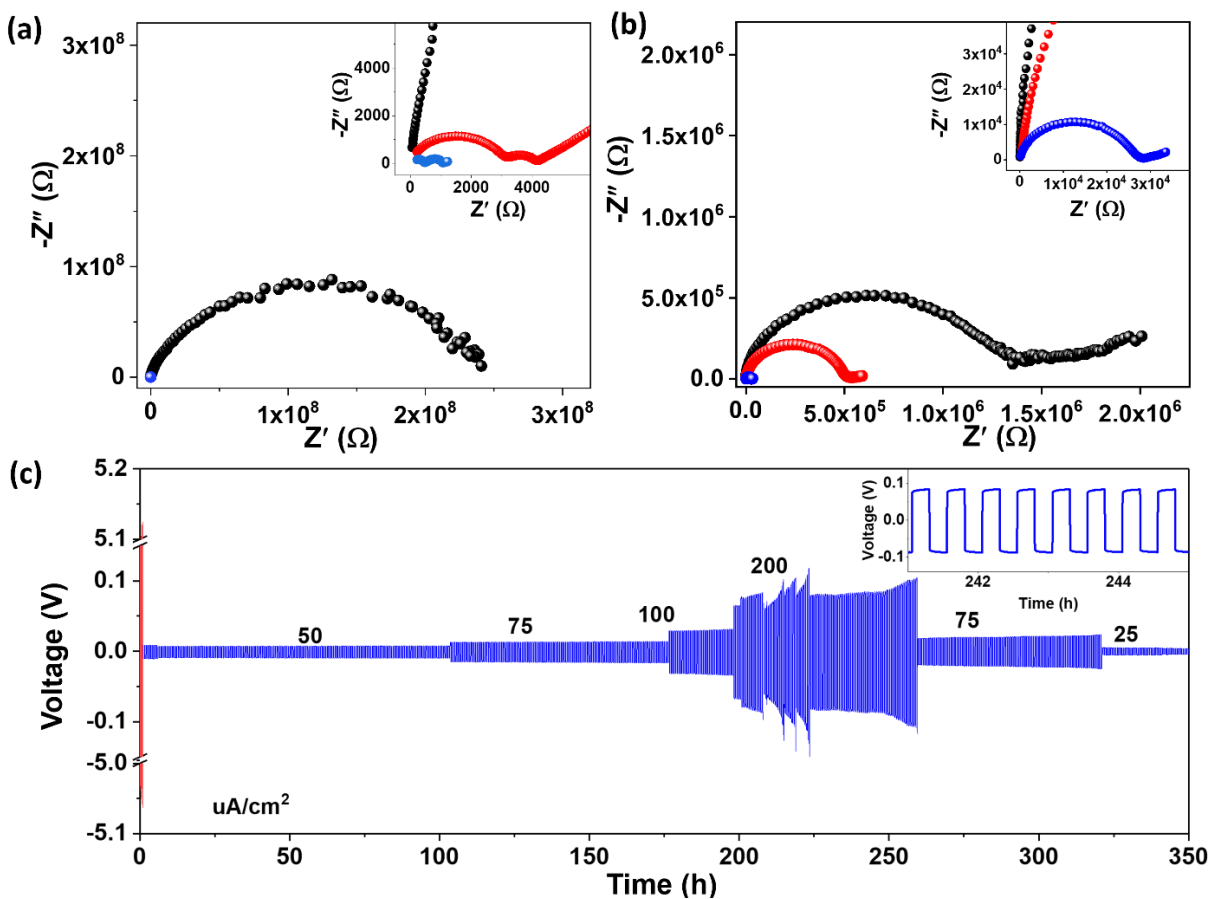 (a)
3x10⁸
2x10⁸
1x10⁸
0
-Z″ (Ω)
0
1x10⁸
2x10⁸
3x10⁸
Z′ (Ω)
4000
2000
0
-Z″ (Ω)
0
2000
4000
Z′ (Ω)
(b)
2.0x10⁶
1.5x10⁶
1.0x10⁶
5.0x10⁵
0.0
-Z″ (Ω)
0.0
5.0x10⁵
1.0x10⁶
1.5x10⁶
2.0x10⁶
Z′ (Ω)
3x10⁴
2x10⁴
1x10⁴
0
-Z″ (Ω)
0
1x10⁴
2x10⁴
3x10⁴
Z′ (Ω)
(c)
5.2
5.1
0.1
0.0
-0.1
-5.0
-5.1
Voltage (V)
50
75
100
200
75
25
uA/cm²
0
50
100
150
200
250
300
350
Time (h)
0.1
0.0
-0.1
Voltage (V)
242
244
Time (h)